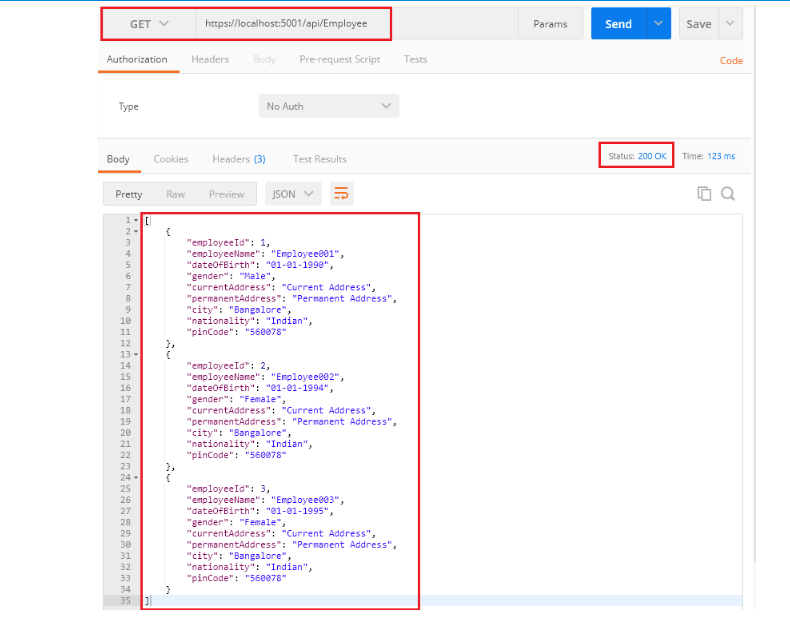 GET https://localhost:5001/api/Employee Params Send Save
Authorization Headers Body Pre-request Script Tests Code
Type No Auth
Body Cookies Headers (3) Test Results Status: 200 OK Time: 123 ms
Pretty Raw Preview JSON
1 [
2 {
3 "employeeId": 1,
4 "employeeName": "Employee001",
5 "dateOfBirth": "01-01-1990",
6 "gender": "Male",
7 "currentAddress": "Current Address",
8 "permanentAddress": "Permanent Address",
9 "city": "Bangalore",
10 "nationality": "Indian",
11 "pinCode": "560078"
12 },
13 {
14 "employeeId": 2,
15 "employeeName": "Employee002",
16 "dateOfBirth": "01-01-1994",
17 "gender": "Female",
18 "currentAddress": "Current Address",
19 "permanentAddress": "Permanent Address",
20 "city": "Bangalore",
21 "nationality": "Indian",
22 "pinCode": "560078"
23 },
24 {
25 "employeeId": 3,
26 "employeeName": "Employee003",
27 "dateOfBirth": "01-01-1995",
28 "gender": "Female",
29 "currentAddress": "Current Address",
30 "permanentAddress": "Permanent Address",
31 "city": "Bangalore",
32 "nationality": "Indian",
33 "pinCode": "560078"
34 }
35 ]